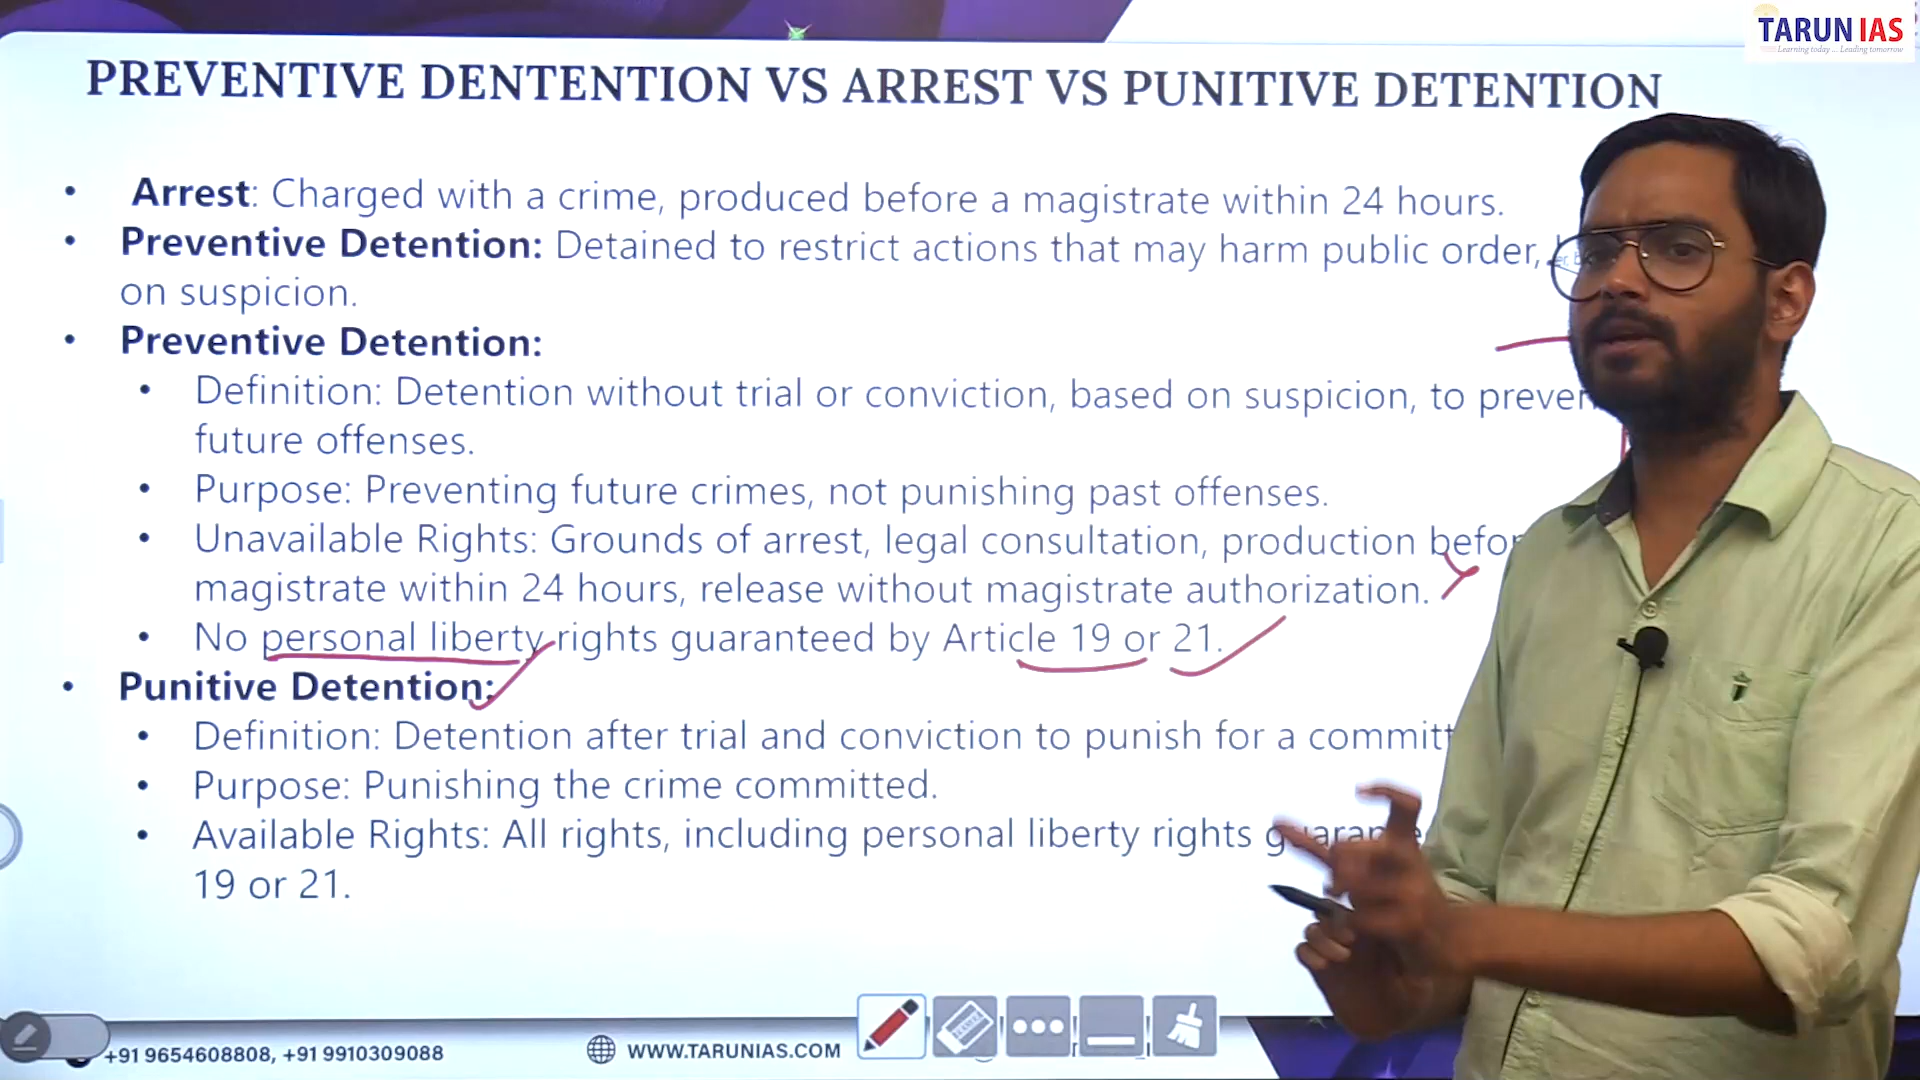 TARUN IAS
Learning today ... Leading tomorrow
PREVENTIVE DENTENTION VS ARREST VS PUNITIVE DETENTION
• Arrest: Charged with a crime, produced before a magistrate within 24 hours.
• Preventive Detention: Detained to restrict actions that may harm public order,
on suspicion.
• Preventive Detention:
• Definition: Detention without trial or conviction, based on suspicion, to preven
future offenses.
• Purpose: Preventing future crimes, not punishing past offenses.
• Unavailable Rights: Grounds of arrest, legal consultation, production befor
magistrate within 24 hours, release without magistrate authorization.
• No personal liberty rights guaranteed by Article 19 or 21.
• Punitive Detention:
• Definition: Detention after trial and conviction to punish for a committ
• Purpose: Punishing the crime committed.
• Available Rights: All rights, including personal liberty rights guarante
19 or 21.
+91 9654608808, +91 9910309088
WWW.TARUNIAS.COM